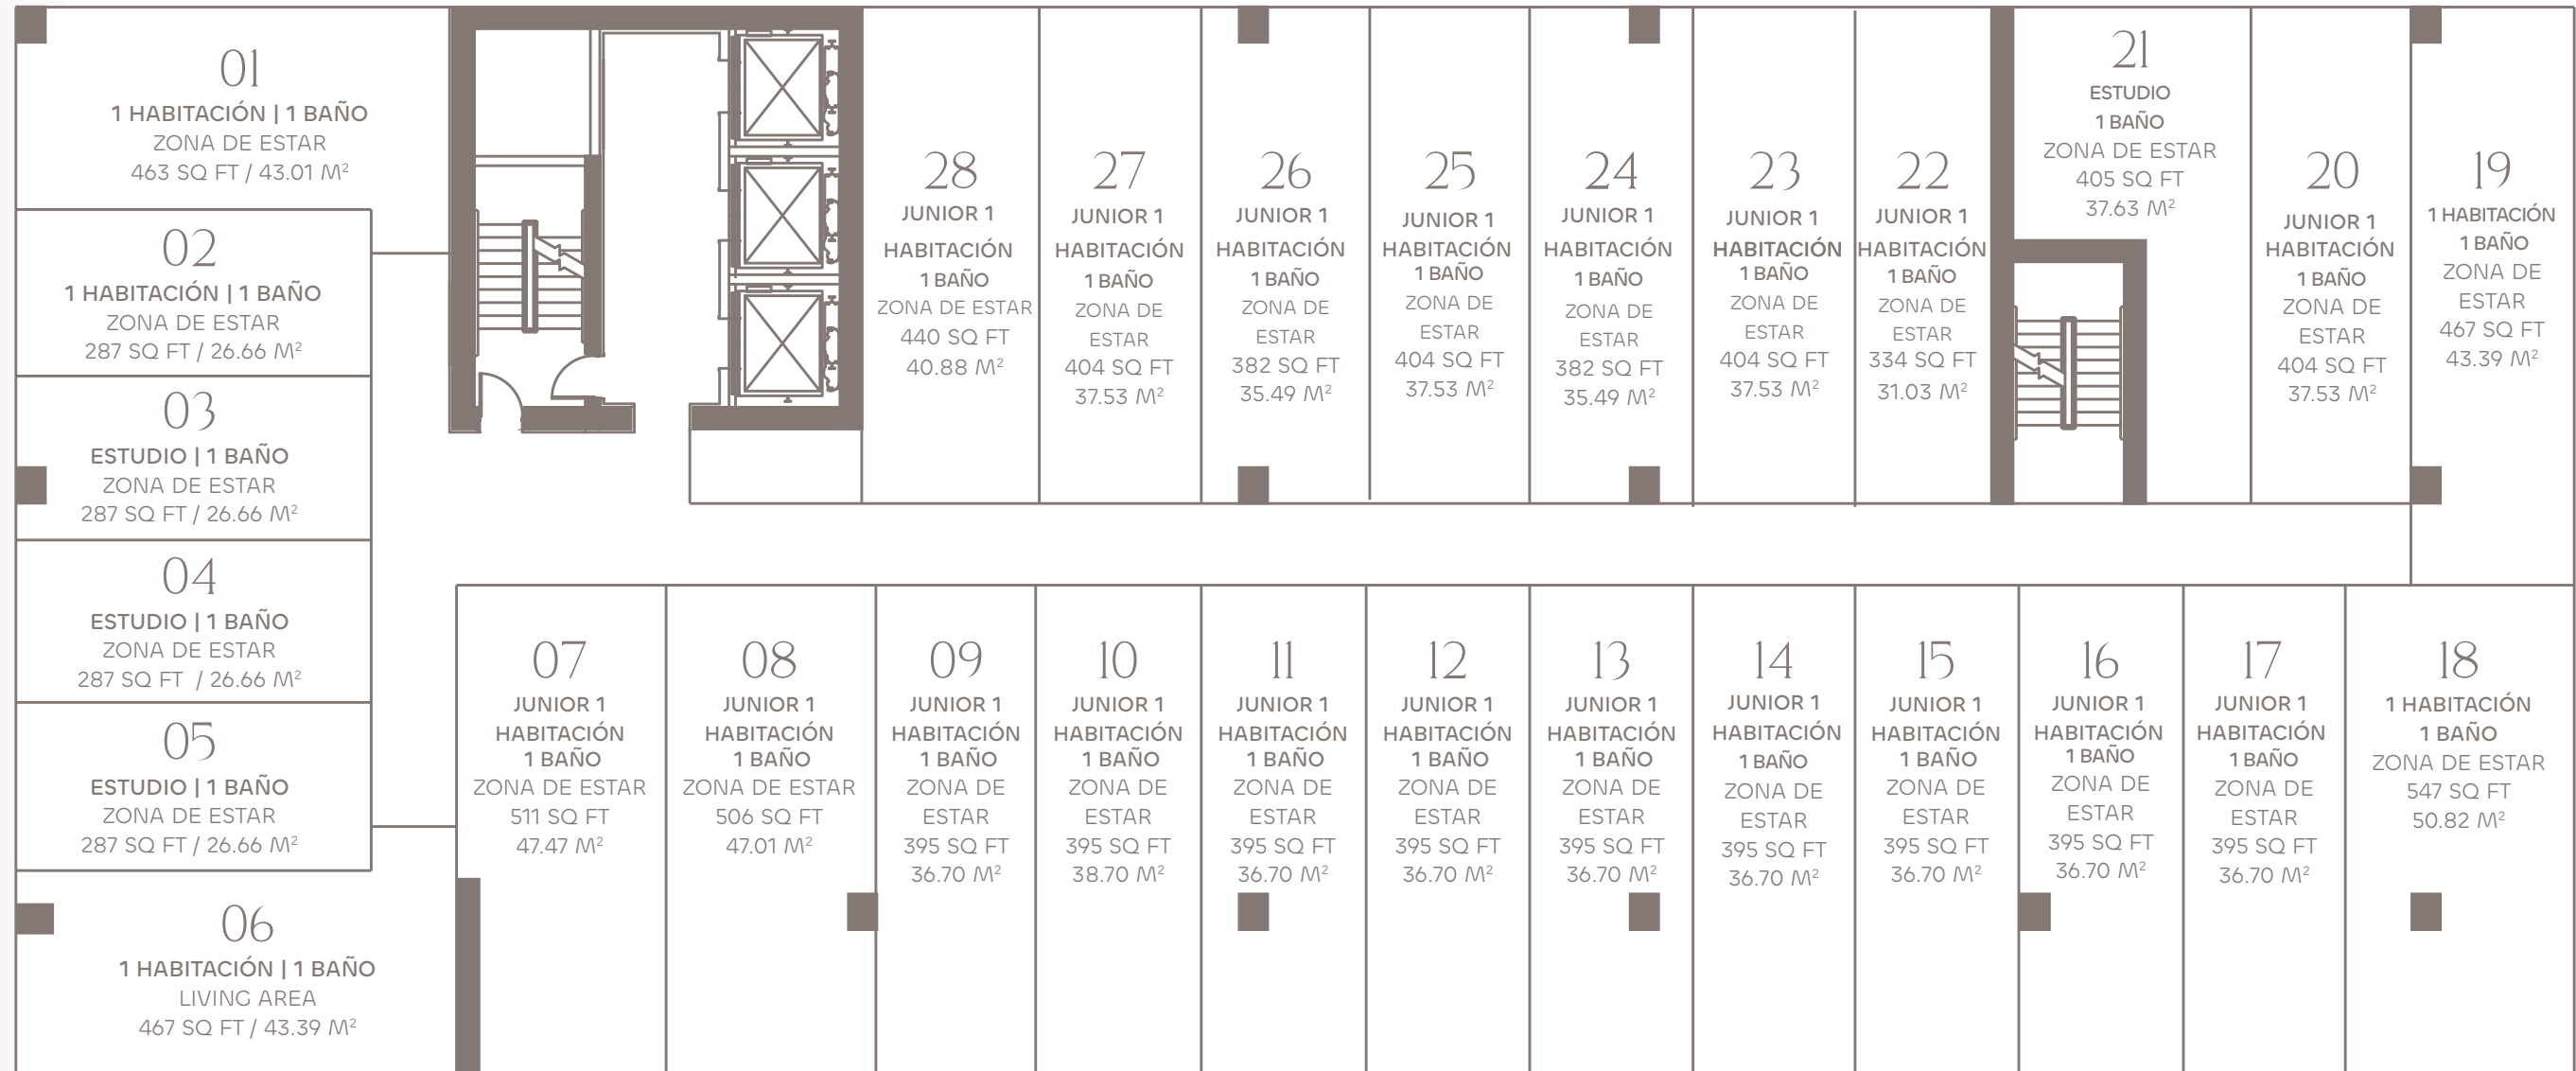 01
1 HABITACIÓN | 1 BAÑO
ZONA DE ESTAR
463 SQ FT / 43.01 M²
02
1 HABITACIÓN | 1 BAÑO
ZONA DE ESTAR
287 SQ FT / 26.66 M²
03
ESTUDIO | 1 BAÑO
ZONA DE ESTAR
287 SQ FT / 26.66 M²
04
ESTUDIO | 1 BAÑO
ZONA DE ESTAR
287 SQ FT / 26.66 M²
05
ESTUDIO | 1 BAÑO
ZONA DE ESTAR
287 SQ FT / 26.66 M²
06
1 HABITACIÓN | 1 BAÑO
LIVING AREA
467 SQ FT / 43.39 M²
28
JUNIOR 1
HABITACIÓN
1 BAÑO
ZONA DE ESTAR
440 SQ FT
40.88 M²
27
JUNIOR 1
HABITACIÓN
1 BAÑO
ZONA DE
ESTAR
404 SQ FT
37.53 M²
26
JUNIOR 1
HABITACIÓN
1 BAÑO
ZONA DE
ESTAR
382 SQ FT
35.49 M²
25
JUNIOR 1
HABITACIÓN
1 BAÑO
ZONA DE
ESTAR
404 SQ FT
37.53 M²
24
JUNIOR 1
HABITACIÓN
1 BAÑO
ZONA DE
ESTAR
382 SQ FT
35.49 M²
23
JUNIOR 1
HABITACIÓN
1 BAÑO
ZONA DE
ESTAR
404 SQ FT
37.53 M²
22
JUNIOR 1
HABITACIÓN
1 BAÑO
ZONA DE
ESTAR
334 SQ FT
31.03 M²
21
ESTUDIO
1 BAÑO
ZONA DE ESTAR
405 SQ FT
37.63 M²
20
JUNIOR 1
HABITACIÓN
1 BAÑO
ZONA DE
ESTAR
404 SQ FT
37.53 M²
19
1 HABITACIÓN
1 BAÑO
ZONA DE
ESTAR
467 SQ FT
43.39 M²
07
JUNIOR 1
HABITACIÓN
1 BAÑO
ZONA DE ESTAR
511 SQ FT
47.47 M²
08
JUNIOR 1
HABITACIÓN
1 BAÑO
ZONA DE ESTAR
506 SQ FT
47.01 M²
09
JUNIOR 1
HABITACIÓN
1 BAÑO
ZONA DE
ESTAR
395 SQ FT
36.70 M²
10
JUNIOR 1
HABITACIÓN
1 BAÑO
ZONA DE
ESTAR
395 SQ FT
38.70 M²
11
JUNIOR 1
HABITACIÓN
1 BAÑO
ZONA DE
ESTAR
395 SQ FT
36.70 M²
12
JUNIOR 1
HABITACIÓN
1 BAÑO
ZONA DE
ESTAR
395 SQ FT
36.70 M²
13
JUNIOR 1
HABITACIÓN
1 BAÑO
ZONA DE
ESTAR
395 SQ FT
36.70 M²
14
JUNIOR 1
HABITACIÓN
1 BAÑO
ZONA DE
ESTAR
395 SQ FT
36.70 M²
15
JUNIOR 1
HABITACIÓN
1 BAÑO
ZONA DE
ESTAR
395 SQ FT
36.70 M²
16
JUNIOR 1
HABITACIÓN
1 BAÑO
ZONA DE
ESTAR
395 SQ FT
36.70 M²
17
JUNIOR 1
HABITACIÓN
1 BAÑO
ZONA DE
ESTAR
395 SQ FT
36.70 M²
18
1 HABITACIÓN
1 BAÑO
ZONA DE ESTAR
547 SQ FT
50.82 M²